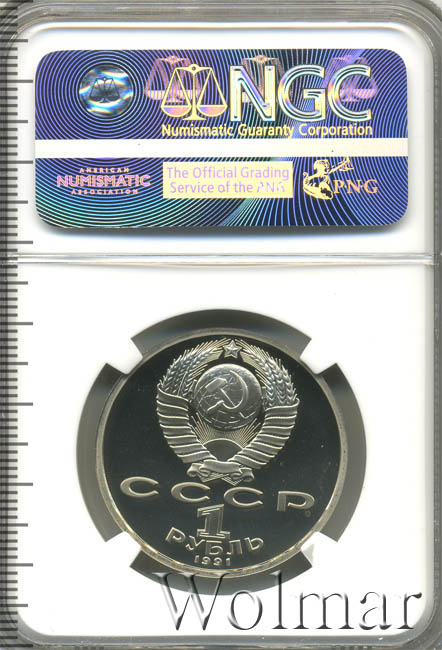 NGC
Numismatic Guaranty Corporation
AMERICAN
NUMISMATIC
ASSOCIATION
The Official Grading
Service of the PNG
PNG
СССР
1
РУБЛЬ
1991
Wolmar